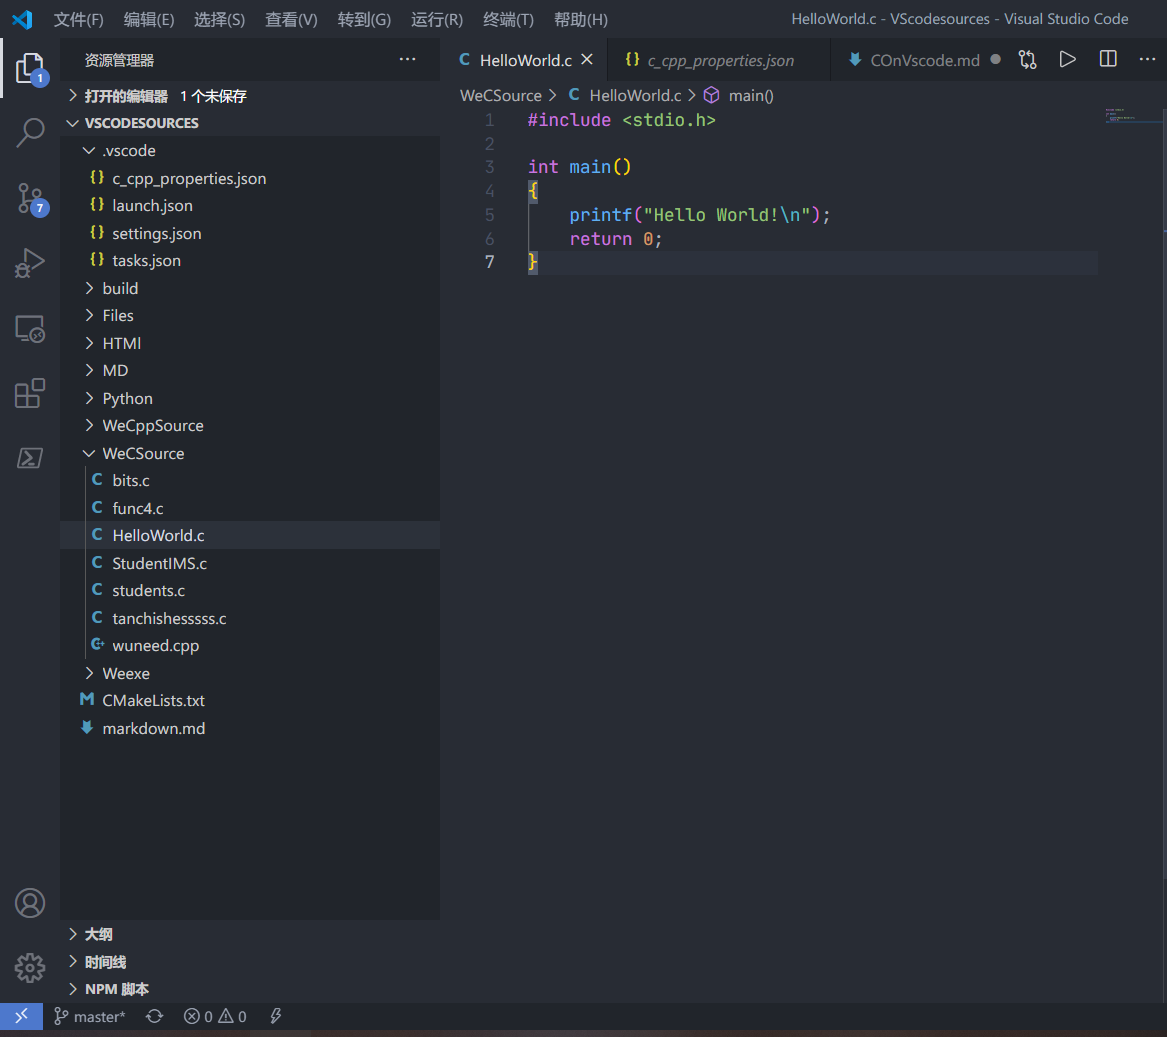 文件(F) 编辑(E) 选择(S) 查看(V) 转到(G) 运行(R) 终端(T) 帮助(H) HelloWorld.c - VScodesources - Visual Studio Code
资源管理器
打开的编辑器 1 个未保存
VSCODESOURCES
.vscode
c_cpp_properties.json
launch.json
settings.json
tasks.json
build
Files
HTMl
MD
Python
WeCppSource
WeCSource
bits.c
func4.c
HelloWorld.c
StudentIMS.c
students.c
tanchishesssss.c
wuneed.cpp
Weexe
CMakeLists.txt
markdown.md
大纲
时间线
NPM 脚本
1
7
HelloWorld.c c_cpp_properties.json COnVscode.md
WeCSource > HelloWorld.c > main()
1 #include <stdio.h>
2
3 int main()
4 {
5 printf("Hello World!\n");
6 return 0;
7 }
master* 0 0